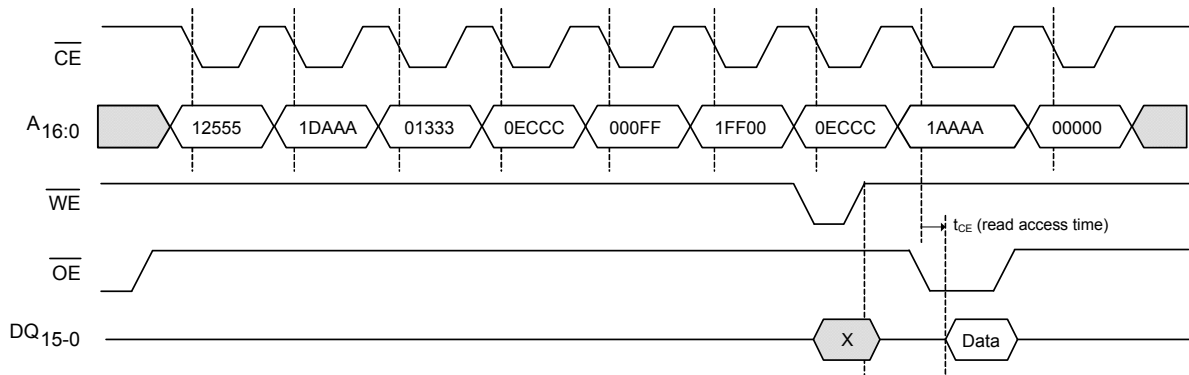 CE
A16:0
12555 1DAAA 01333 0ECCC 000FF 1FF00 0ECCC 1AAAA 00000
WE
tCE (read access time)
OE
DQ15-0
X Data